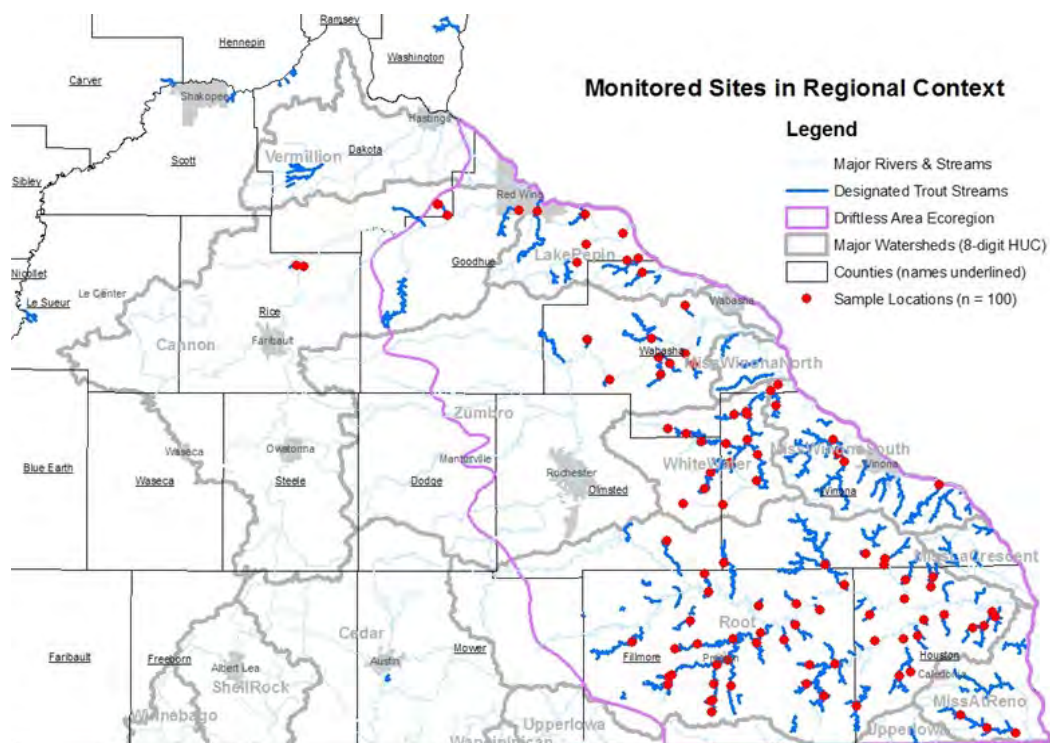 Ramsey
Hennepin
Washington
Carver
Shakopee
Monitored Sites in Regional Context
Hastings
Legend
Vermillion
Dakota
Scott
Major Rivers & Streams
Sibley
Designated Trout Streams
Red Wing
Driftless Area Ecoregion
Major Watersheds (8-digit HUC)
LakePepin
Goodhue
Counties (names underlined)
Nicollet
Le Center
Le Sueur
Sample Locations (n = 100)
Rice
Wabasha
Faribault
Cannon
Wabasha
MissWinonaNorth
Zumbro
Waseca
Owatonna
Mantorville
MissWinonaSouth
Winona
Blue Earth
WhiteWater
Rochester
Waseca
Steele
Dodge
Olmsted
Winona
MissLaCrescent
Root
Cedar
Faribault
Freeborn
Albert Lea
Austin
Mower
Fillmore
Preston
Houston
Caledonia
ShellRock
MissAtReno
Winnebago
UpperIowa
UpperIowa